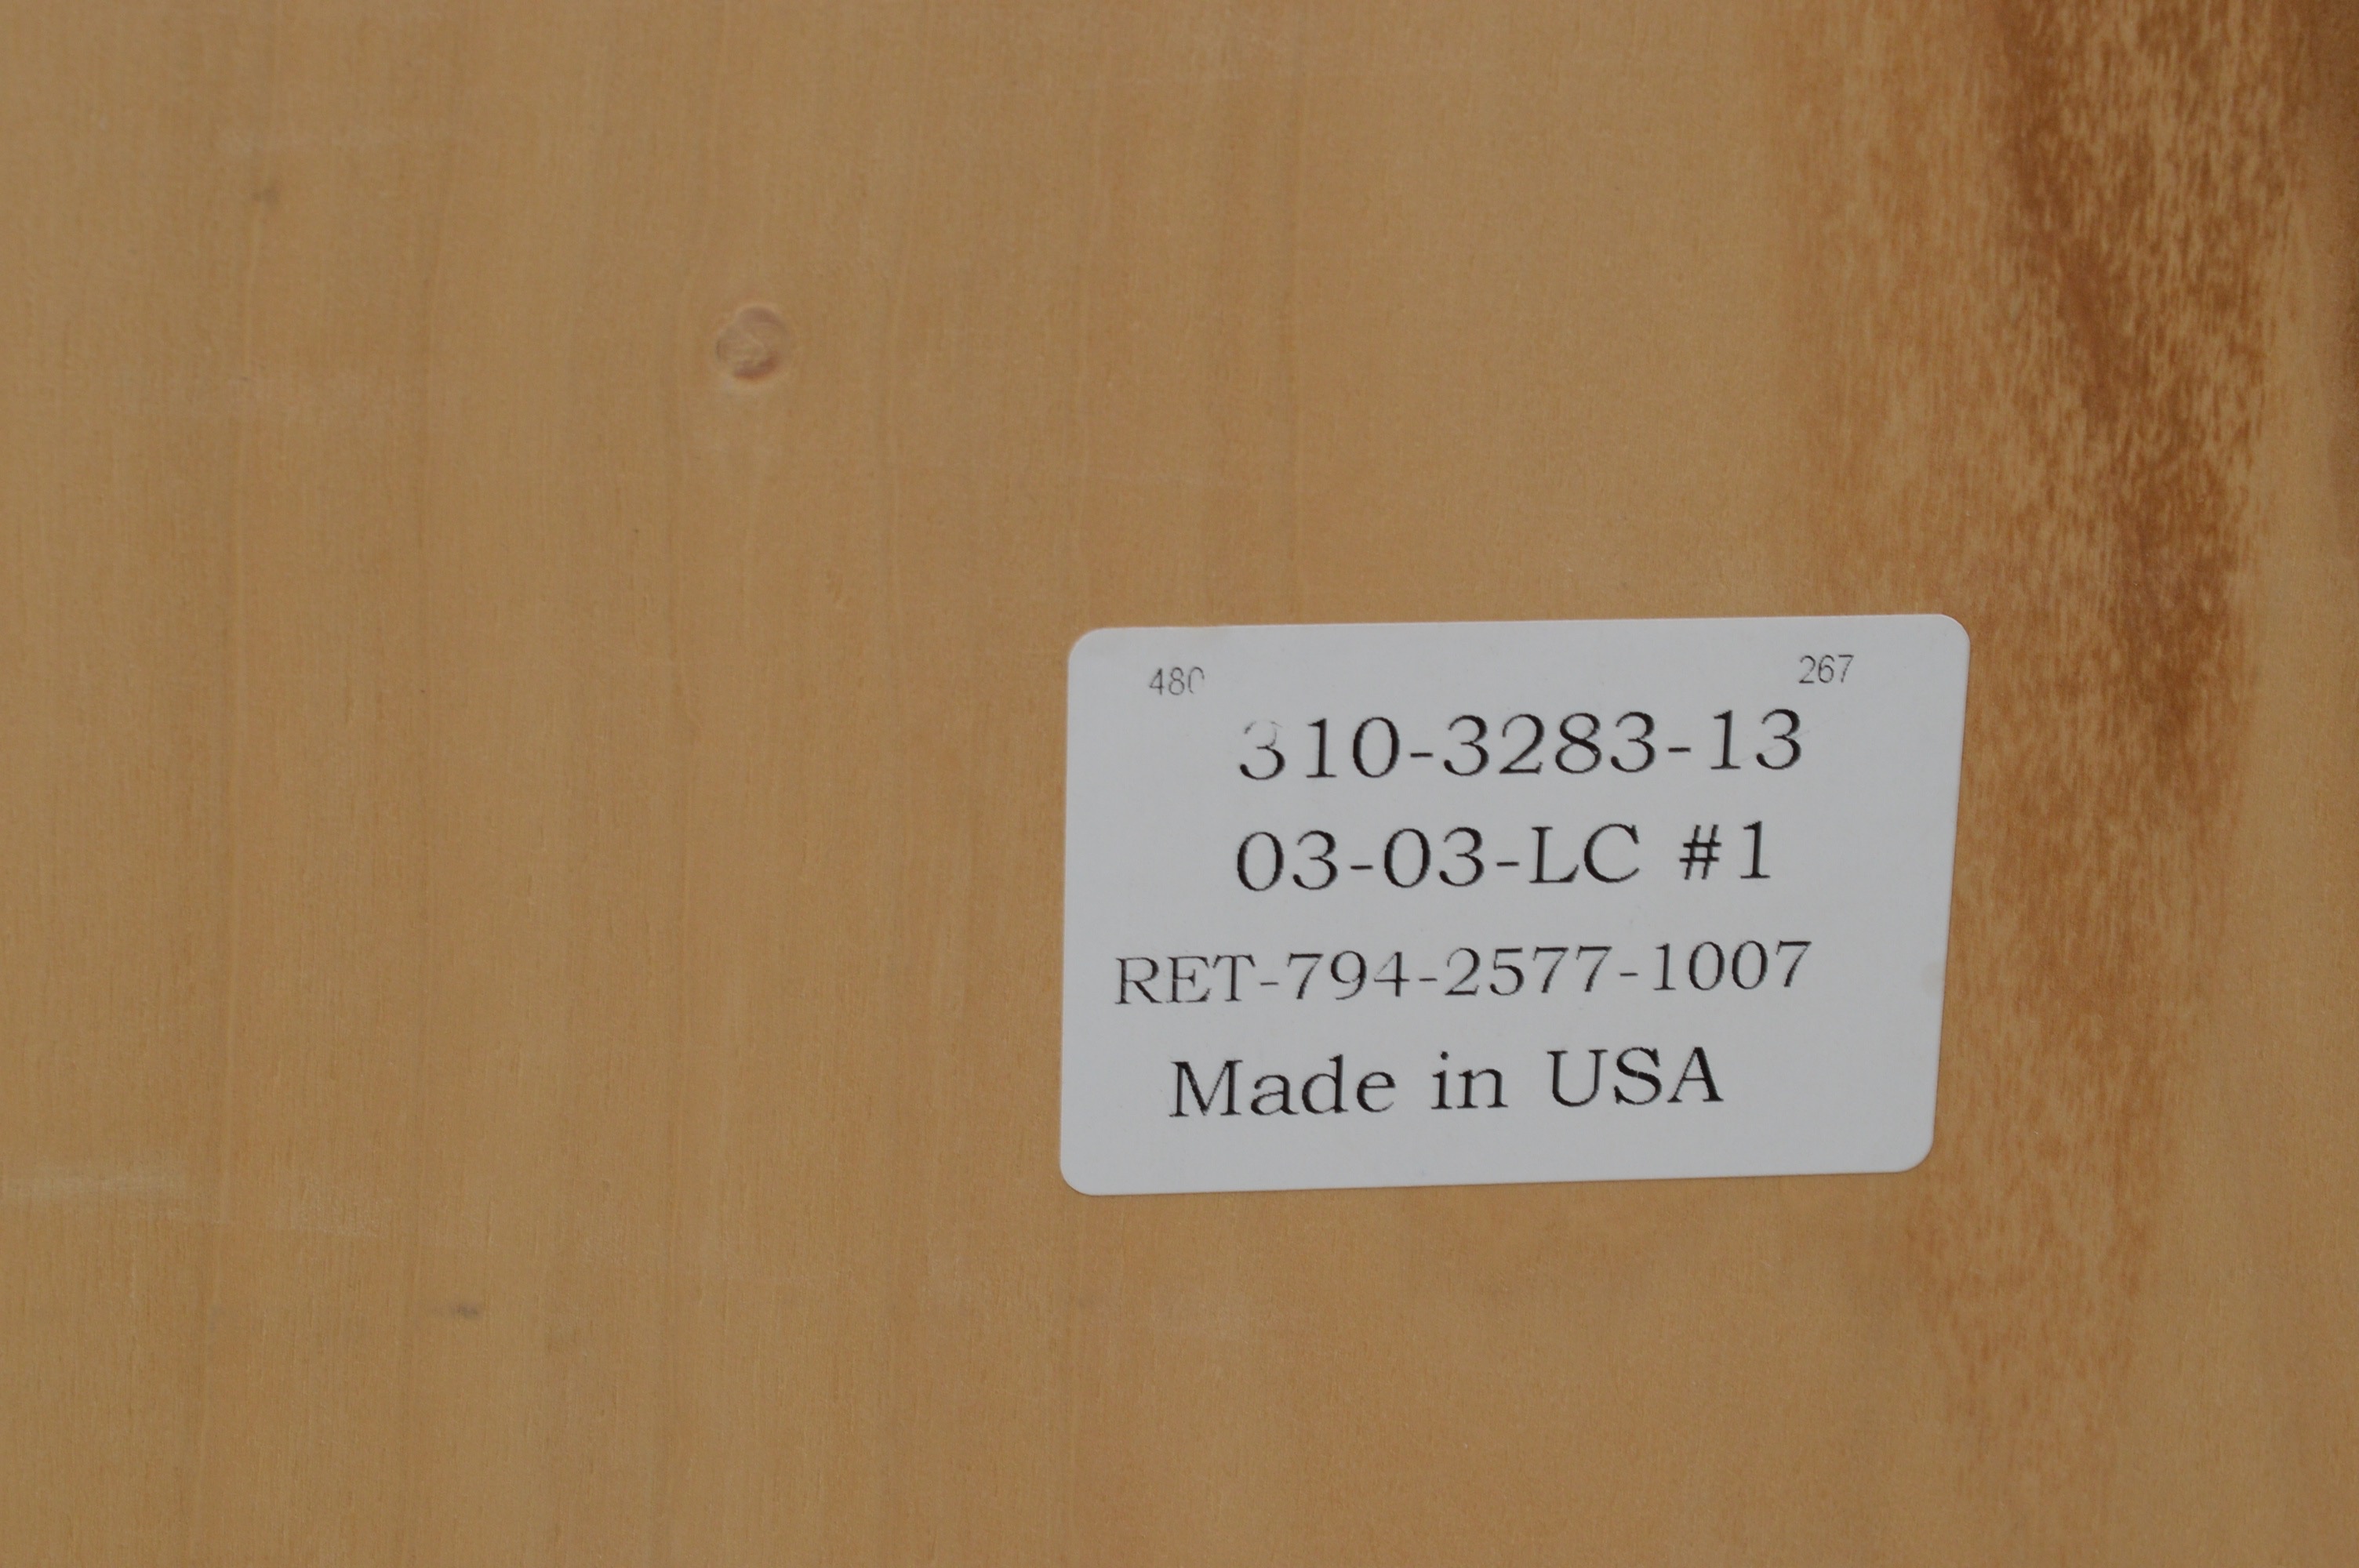 480 267
310-3283-13
03-03-LC #1
RET-794-2577-1007
Made in USA